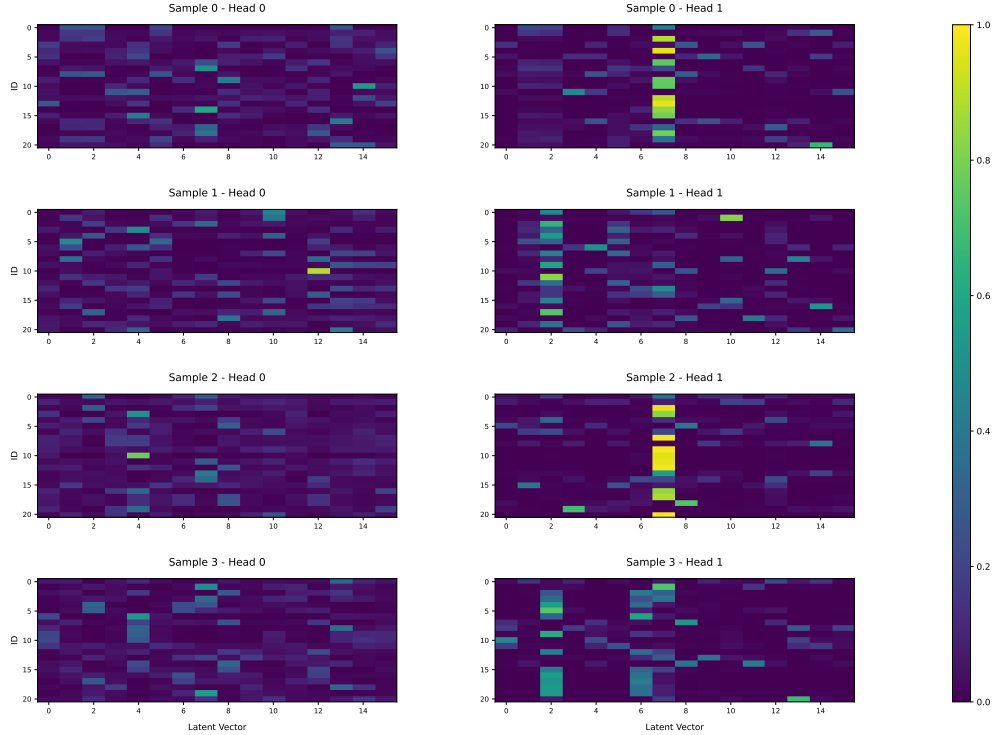 Sample 0 - Head 0
Sample 0 - Head 1
0
5
10
15
20
ID
0 2 4 6 8 10 12 14
0
5
10
15
20
0 2 4 6 8 10 12 14
Sample 1 - Head 0
Sample 1 - Head 1
0
5
10
15
20
ID
0 2 4 6 8 10 12 14
0
5
10
15
20
0 2 4 6 8 10 12 14
Sample 2 - Head 0
Sample 2 - Head 1
0
5
10
15
20
ID
0 2 4 6 8 10 12 14
0
5
10
15
20
0 2 4 6 8 10 12 14
Sample 3 - Head 0
Sample 3 - Head 1
0
5
10
15
20
ID
0 2 4 6 8 10 12 14
Latent Vector
0
5
10
15
20
0 2 4 6 8 10 12 14
Latent Vector
1.0
0.8
0.6
0.4
0.2
0.0